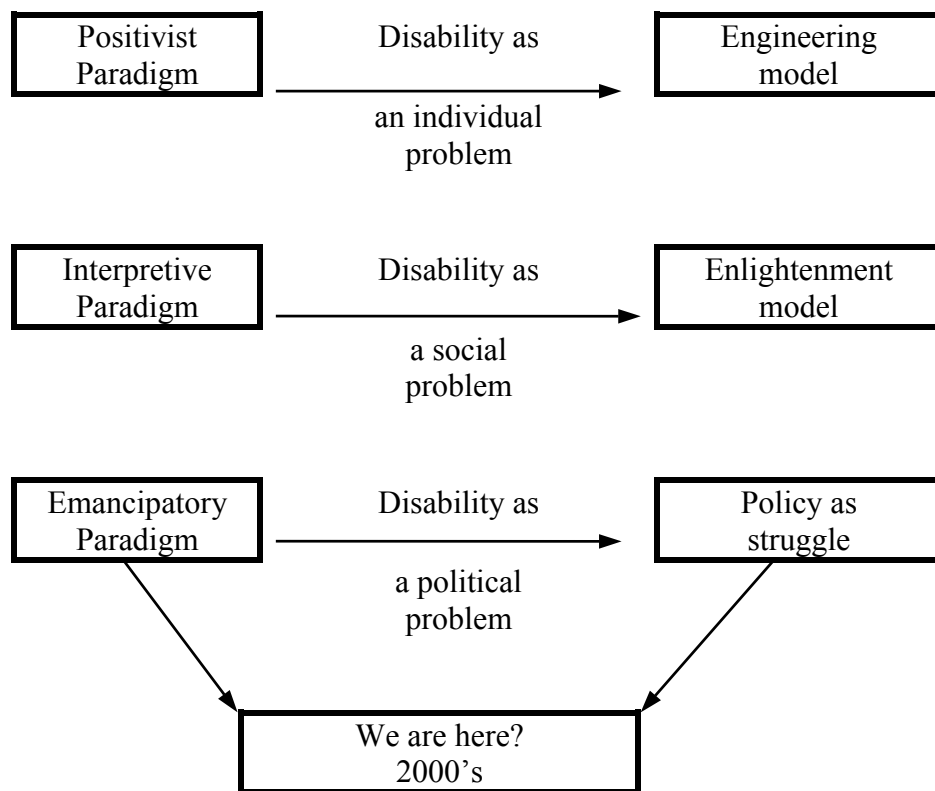 Positivist
Paradigm
Disability as
an individual
problem
Engineering
model
Interpretive
Paradigm
Disability as
a social
problem
Enlightenment
model
Emancipatory
Paradigm
Disability as
a political
problem
Policy as
struggle
We are here?
2000’s